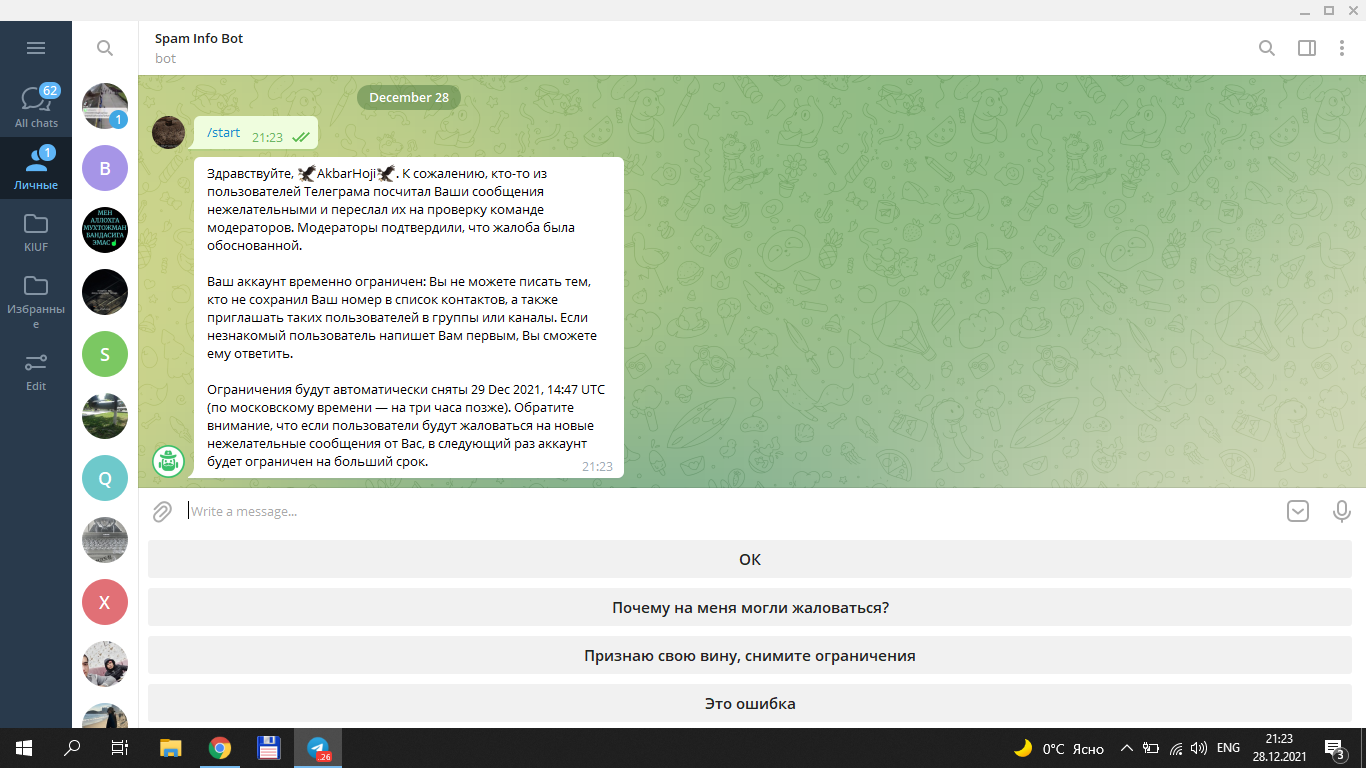 Spam Info Bot
bot
62
All chats
1
Личные
KIUF
Избранны
е
Edit
1
B
МЕН
АЛЛОХГА
МУХТОЖМАН
БАНДАСИГА
ЭМАС
S
Q
X
December 28
/start 21:23
Здравствуйте, AkbarHoji. К сожалению, кто-то из
пользователей Телеграма посчитал Ваши сообщения
нежелательными и переслал их на проверку команде
модераторов. Модераторы подтвердили, что жалоба была
обоснованной.
Ваш аккаунт временно ограничен: Вы не можете писать тем,
кто не сохранил Ваш номер в список контактов, а также
приглашать таких пользователей в группы или каналы. Если
незнакомый пользователь напишет Вам первым, Вы сможете
ему ответить.
Ограничения будут автоматически сняты 29 Dec 2021, 14:47 UTC
(по московскому времени — на три часа позже). Обратите
внимание, что если пользователи будут жаловаться на новые
нежелательные сообщения от Вас, в следующий раз аккаунт
будет ограничен на больший срок.
21:23
Write a message...
ОК
Почему на меня могли жаловаться?
Признаю свою вину, снимите ограничения
Это ошибка
..26
0°C Ясно
ENG
21:23
28.12.2021
3